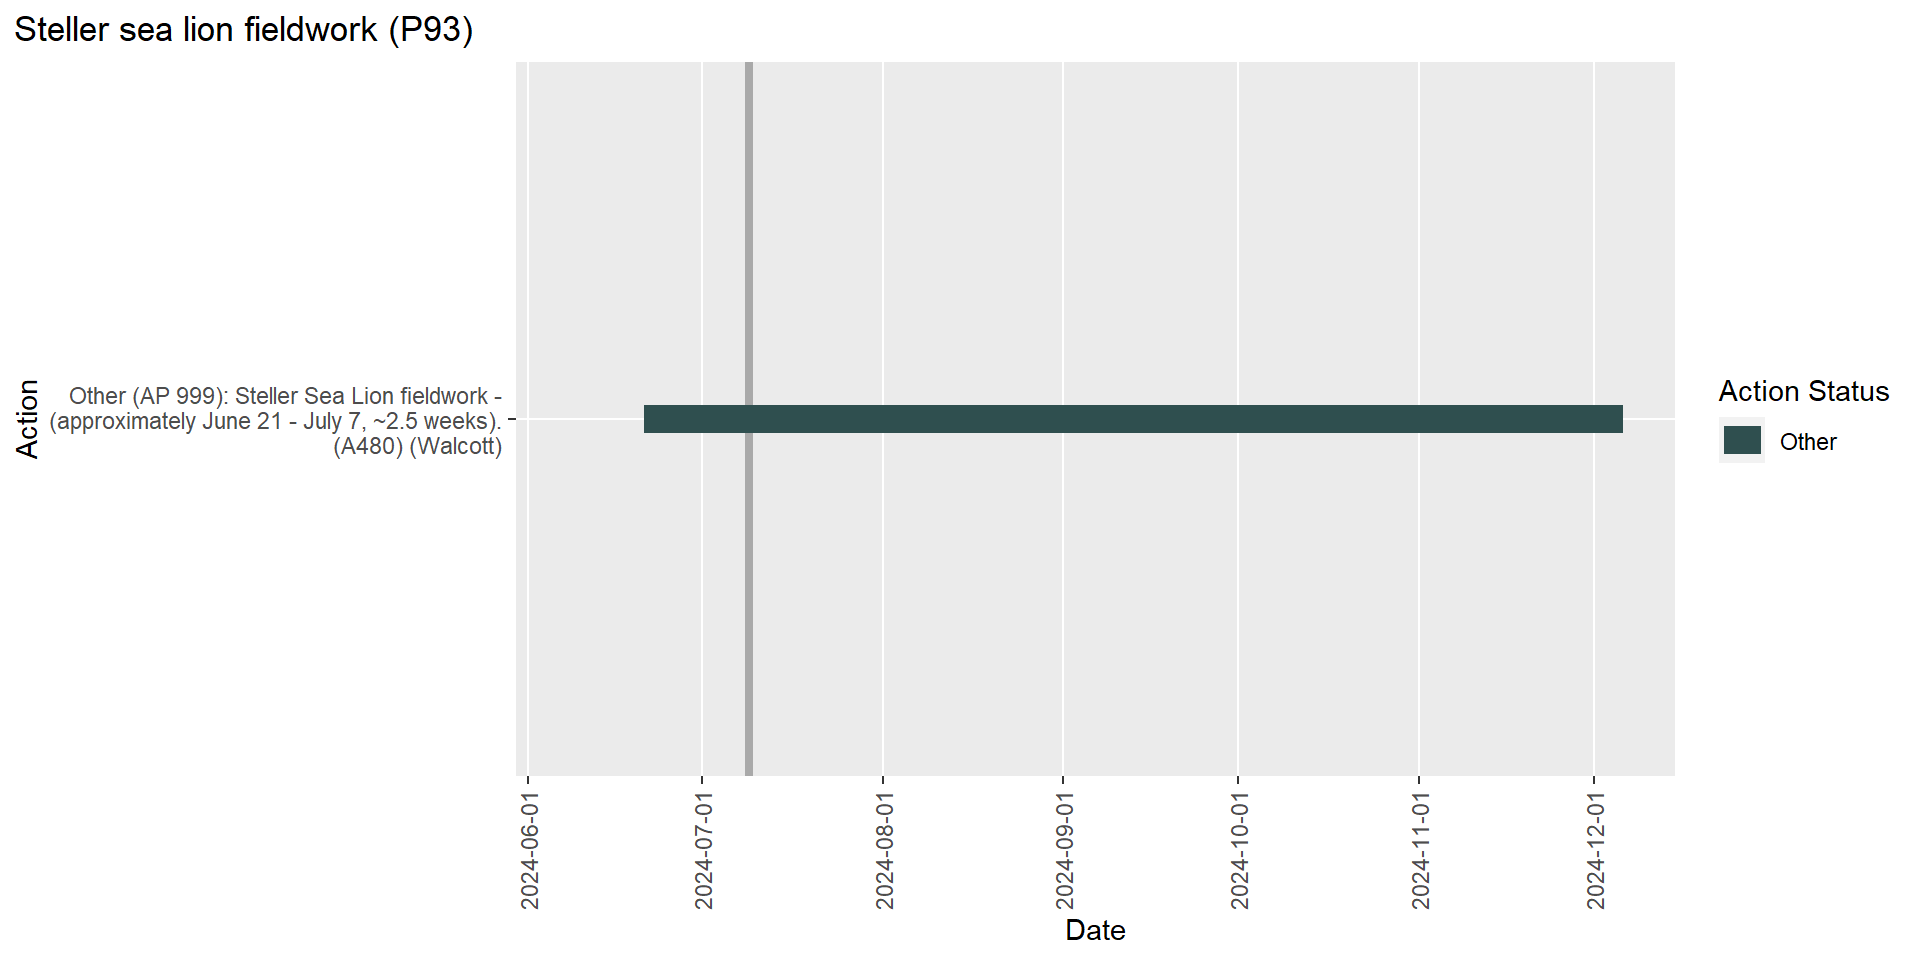 Steller sea lion fieldwork (P93)
Action
Other (AP 999): Steller Sea Lion fieldwork -
(approximately June 21 - July 7, ~2.5 weeks).
(A480) (Walcott)
2024-06-01
2024-07-01
2024-08-01
2024-09-01
2024-10-01
2024-11-01
2024-12-01
Date
Action Status
Other